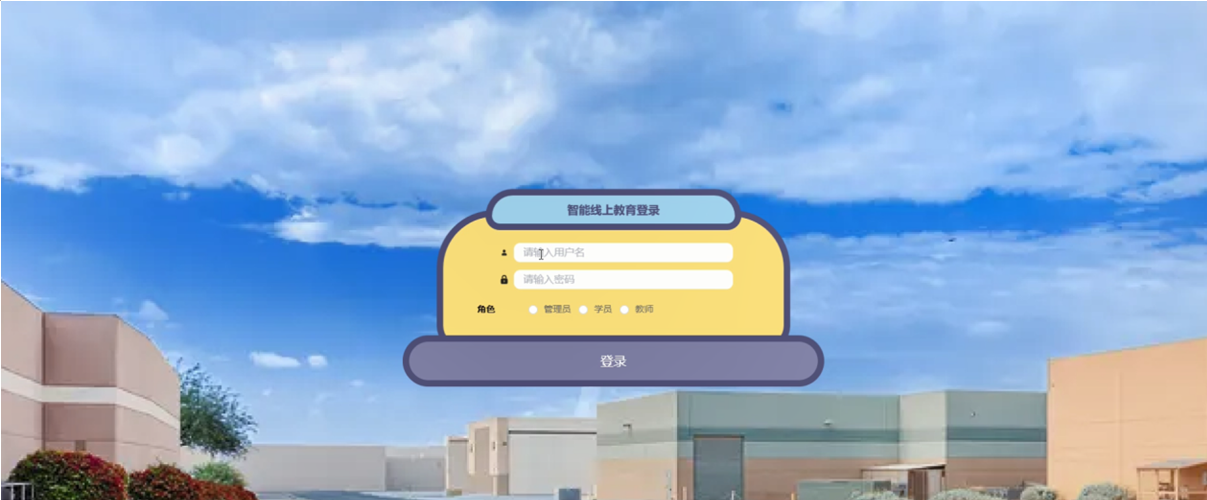 智能线上教育登录
请输入用户名
请输入密码
角色 管理员 学员 教师
登录